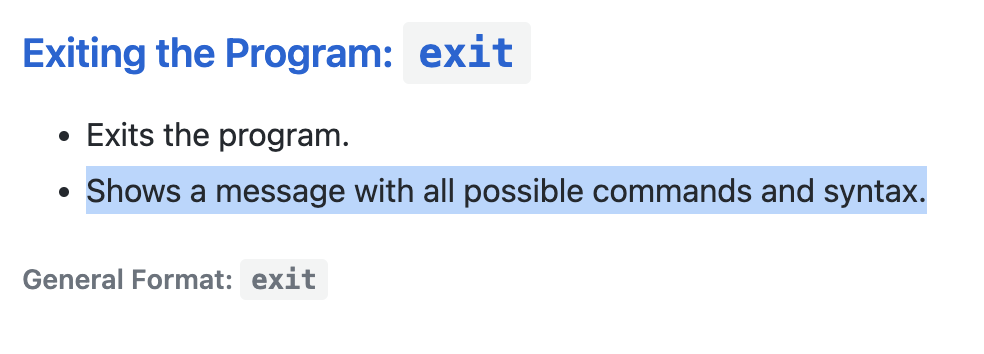 Exiting the Program: exit
• Exits the program.
• Shows a message with all possible commands and syntax.
General Format: exit